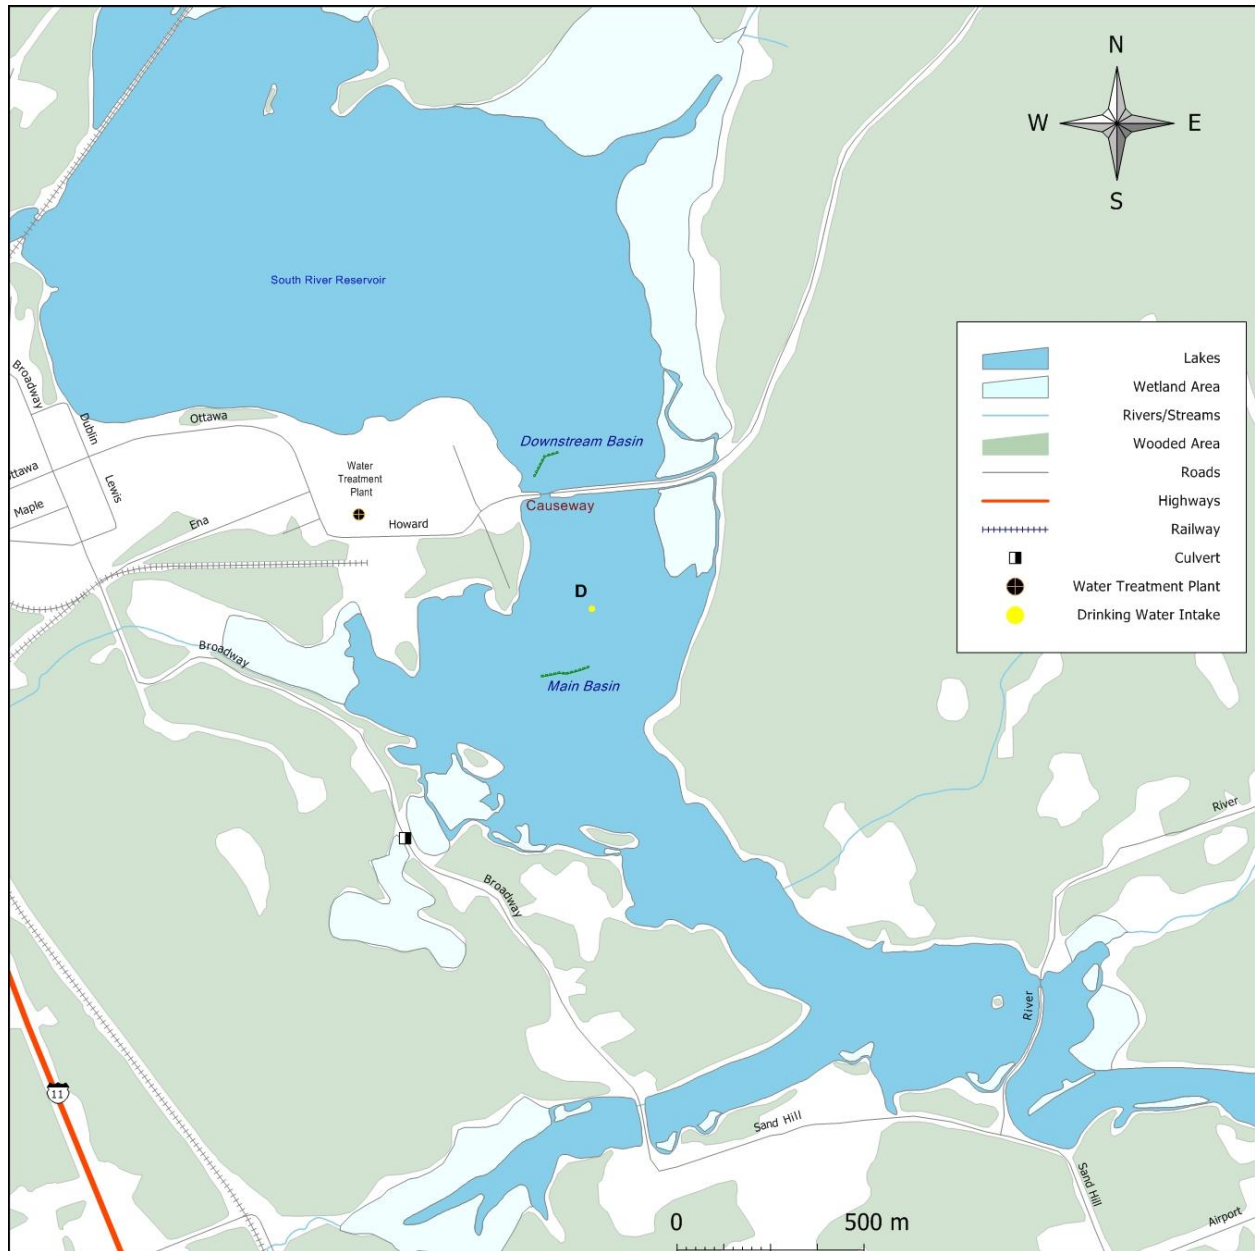 N
W E
S
South River Reservoir
Broadway
Dublin
Ottawa
Lewis
ttawa
Maple
Ena
Water
Treatment
Plant
Howard
Downstream Basin
Causeway
D
Main Basin
Broadway
Lakes
Wetland Area
Rivers/Streams
Wooded Area
Roads
Highways
Railway
Culvert
Water Treatment Plant
Drinking Water Intake
River
Broadway
River
11
Sand Hill
Sand Hill
Airport
0 500 m